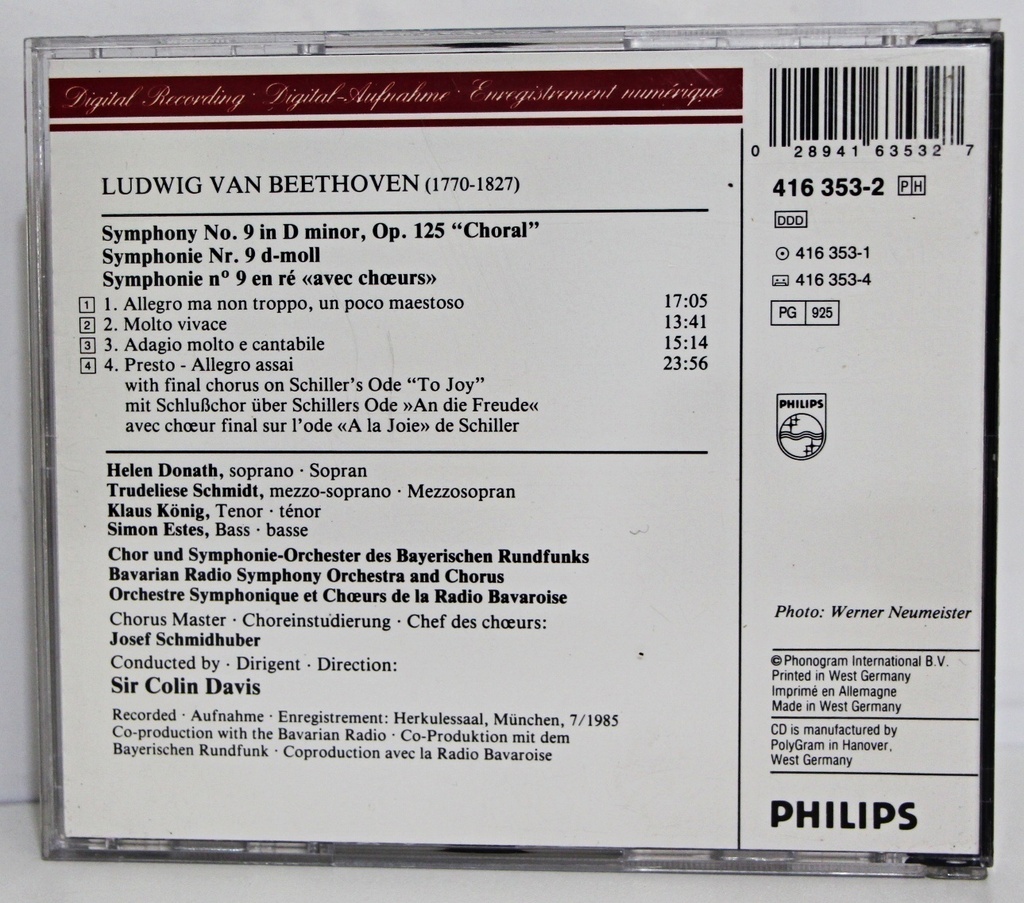 Digital Recording · Digital-Aufnahme · Enregistrement numérique
LUDWIG VAN BEETHOVEN (1770-1827)
Symphony No. 9 in D minor, Op. 125 “Choral”
Symphonie Nr. 9 d-moll
Symphonie nº 9 en ré «avec chœurs»
1 1. Allegro ma non troppo, un poco maestoso 17:05
2 2. Molto vivace 13:41
3 3. Adagio molto e cantabile 15:14
4 4. Presto - Allegro assai 23:56
with final chorus on Schiller's Ode “To Joy”
mit Schlußchor über Schillers Ode »An die Freude«
avec chœur final sur l'ode «A la Joie» de Schiller
Helen Donath, soprano · Sopran
Trudeliese Schmidt, mezzo-soprano · Mezzosopran
Klaus König, Tenor · ténor
Simon Estes, Bass · basse
Chor und Symphonie-Orchester des Bayerischen Rundfunks
Bavarian Radio Symphony Orchestra and Chorus
Orchestre Symphonique et Chœurs de la Radio Bavaroise
Chorus Master · Choreinstudierung · Chef des chœurs:
Josef Schmidhuber
Conducted by · Dirigent · Direction:
Sir Colin Davis
Recorded · Aufnahme · Enregistrement: Herkulessaal, München, 7/1985
Co-production with the Bavarian Radio · Co-Produktion mit dem
Bayerischen Rundfunk · Coproduction avec la Radio Bavaroise
0 28941 63532 7
416 353-2 PH
DDD
416 353-1
416 353-4
PG 925
PHILIPS
Photo: Werner Neumeister
© Phonogram International B.V.
Printed in West Germany
Imprimé en Allemagne
Made in West Germany
CD is manufactured by
PolyGram in Hanover,
West Germany
PHILIPS